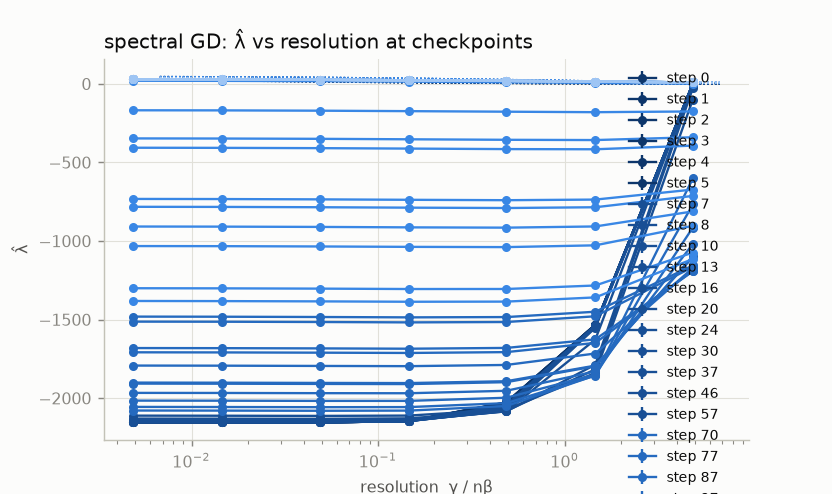 spectral GD: λ̂ vs resolution at checkpoints
0
−500
−1000
−1500
−2000
λ̂
10⁻²
10⁻¹
10⁰
resolution γ / nβ
step 0
step 1
step 2
step 3
step 4
step 5
step 7
step 8
step 10
step 13
step 16
step 20
step 24
step 30
step 37
step 46
step 57
step 70
step 77
step 87